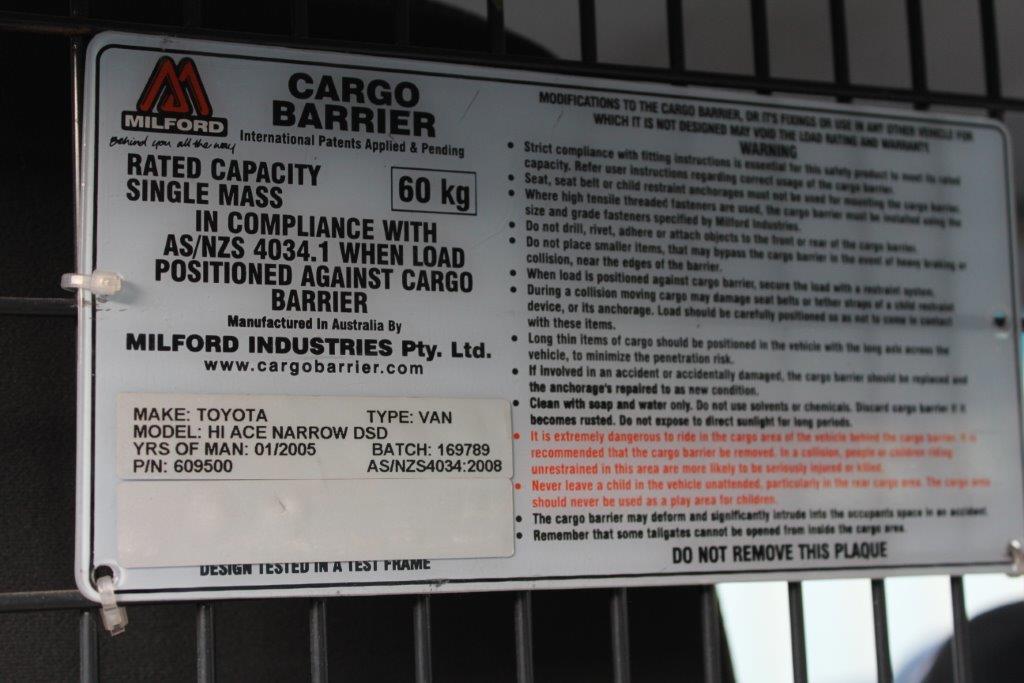 MILFORD
Behind you all the way
CARGO
BARRIER
International Patents Applied & Pending
RATED CAPACITY
SINGLE MASS
60 kg
IN COMPLIANCE WITH
AS/NZS 4034.1 WHEN LOAD
POSITIONED AGAINST CARGO
BARRIER
Manufactured In Australia By
MILFORD INDUSTRIES Pty. Ltd.
www.cargobarrier.com
MAKE: TOYOTA TYPE: VAN
MODEL: HI ACE NARROW DSD
YRS OF MAN: 01/2005 BATCH: 169789
P/N: 609500 AS/NZS4034:2008
DESIGN TESTED IN A TEST FRAME
MODIFICATIONS TO THE CARGO BARRIER, OR IT'S FIXINGS OR USE IN ANY OTHER VEHICLE FOR
WHICH IT IS NOT DESIGNED MAY VOID THE LOAD RATING AND WARRANTY
WARNING
• Strict compliance with fitting instructions is essential for this safety product to meet its rated
capacity. Refer user instructions regarding correct usage of the cargo barrier.
• Seat, seat belt or child restraint anchorages must not be used for mounting the cargo barrier.
• Where high tensile threaded fasteners are used, the cargo barrier must be installed using the
size and grade fasteners specified by Milford Industries.
• Do not drill, rivet, adhere or attach objects to the front or rear of the cargo barrier.
• Do not place smaller items, that may bypass the cargo barrier in the event of heavy braking or
collision, near the edges of the barrier.
• When load is positioned against cargo barrier, secure the load with a restraint system.
• During a collision moving cargo may damage seat belts or tether straps of a child restraint
device, or its anchorage. Load should be carefully positioned so as not to come in contact
with these items.
• Long thin items of cargo should be positioned in the vehicle with the long axis across the
vehicle, to minimize the penetration risk.
• If involved in an accident or accidentally damaged, the cargo barrier should be replaced and
the anchorage's repaired to as new condition.
• Clean with soap and water only. Do not use solvents or chemicals. Discard cargo barrier if it
becomes rusted. Do not expose to direct sunlight for long periods.
• It is extremely dangerous to ride in the cargo area of the vehicle behind the cargo barrier. It is
recommended that the cargo barrier be removed. In a collision, people or children riding
unrestrained in this area are more likely to be seriously injured or killed.
• Never leave a child in the vehicle unattended, particularly in the rear cargo area. The cargo area
should never be used as a play area for children.
• The cargo barrier may deform and significantly intrude into the occupants space in an accident.
• Remember that some tailgates cannot be opened from inside the cargo area.
DO NOT REMOVE THIS PLAQUE